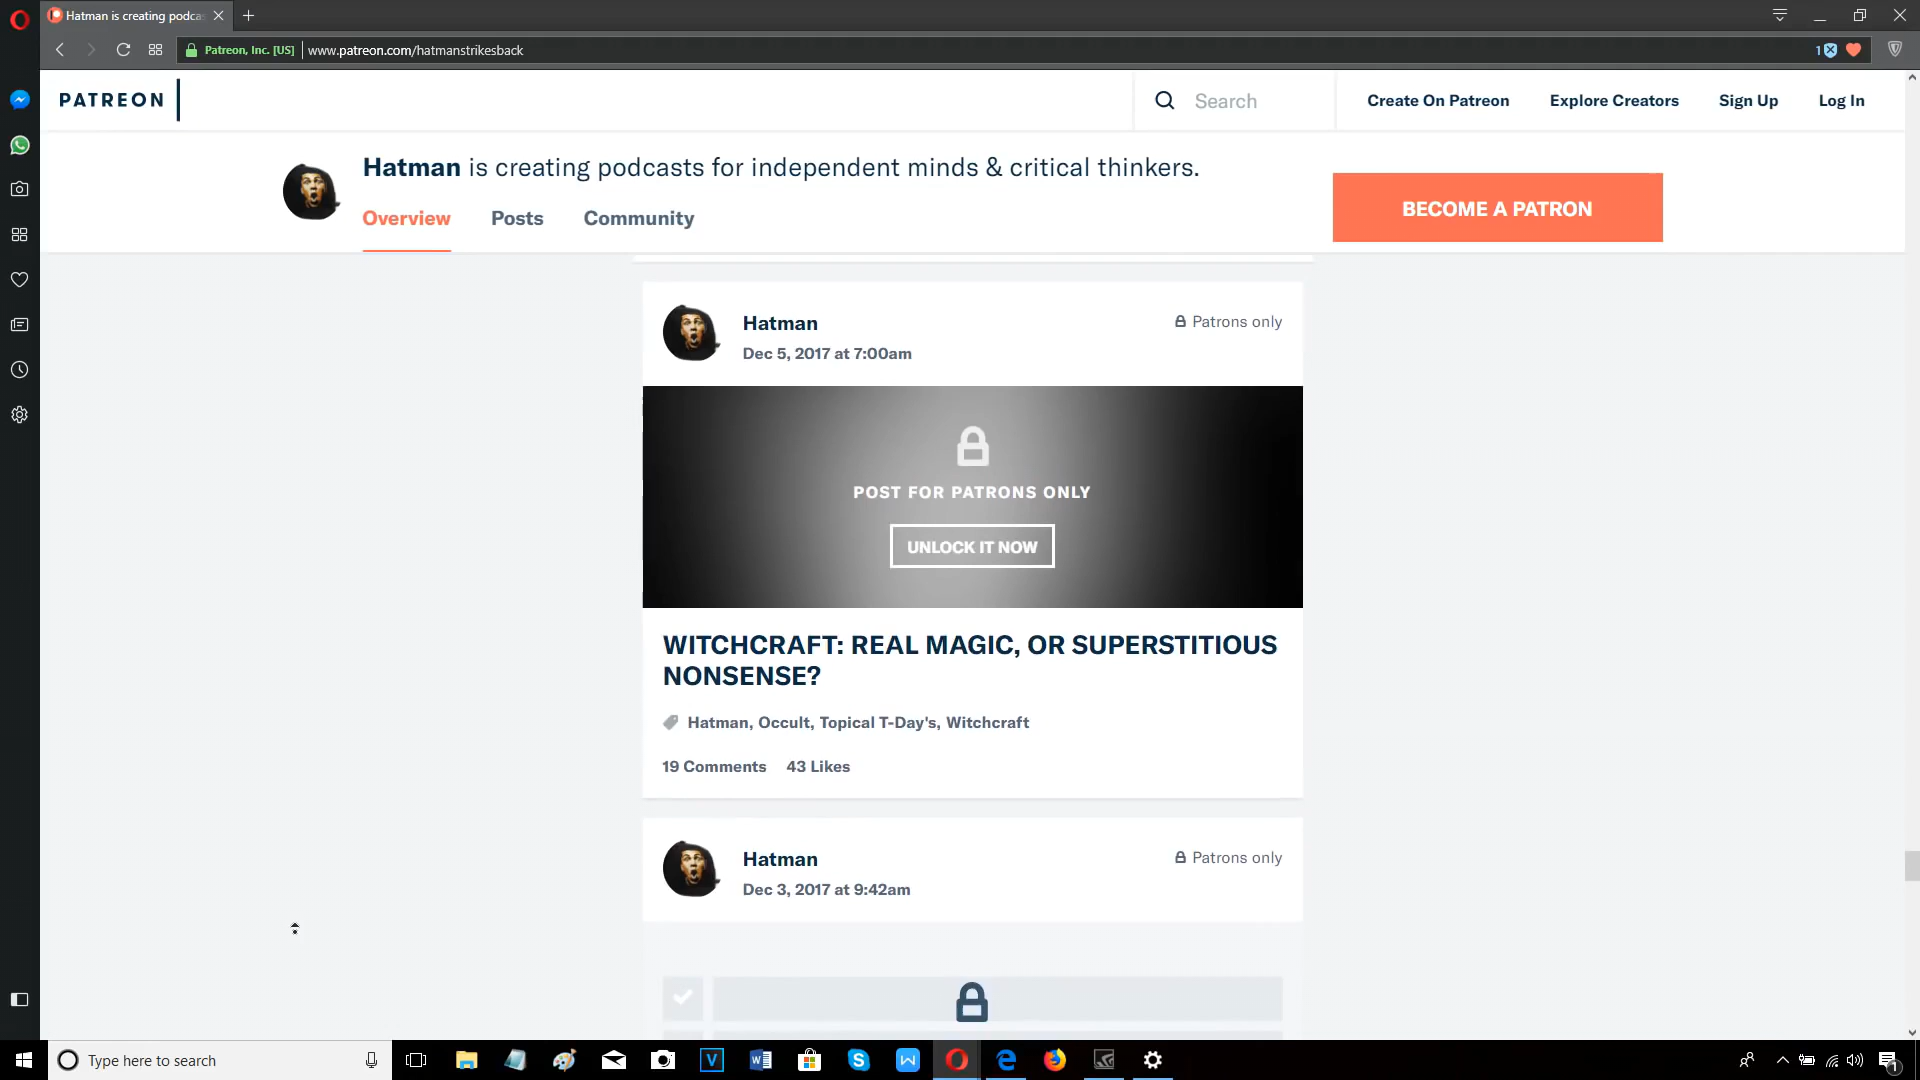 Hatman is creating podca
Patreon, Inc. [US]
www.patreon.com/hatmanstrikesback
1
PATREON
Search
Create On Patreon
Explore Creators
Sign Up
Log In
Hatman is creating podcasts for independent minds & critical thinkers.
Overview
Posts
Community
BECOME A PATRON
Hatman
Patrons only
Dec 5, 2017 at 7:00am
POST FOR PATRONS ONLY
UNLOCK IT NOW
WITCHCRAFT: REAL MAGIC, OR SUPERSTITIOUS
NONSENSE?
Hatman, Occult, Topical T-Day's, Witchcraft
19 Comments
43 Likes
Hatman
Patrons only
Dec 3, 2017 at 9:42am
Type here to search
1